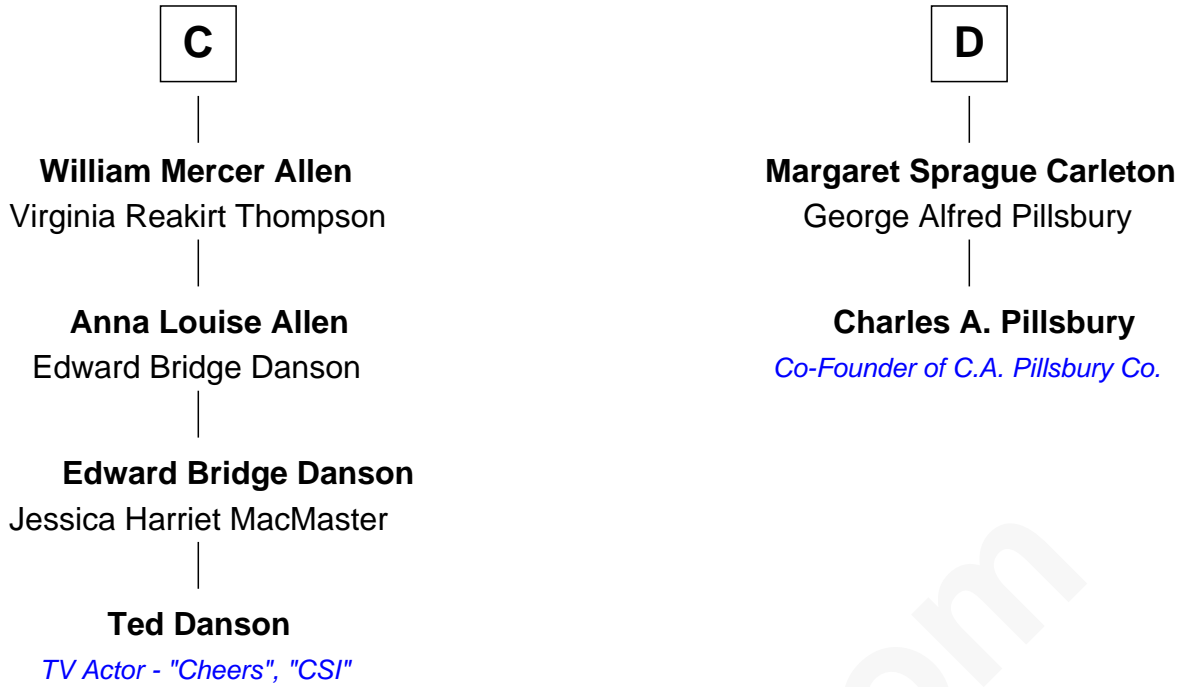 C
William Mercer Allen
Virginia Reakirt Thompson
Anna Louise Allen
Edward Bridge Danson
Edward Bridge Danson
Jessica Harriet MacMaster
Ted Danson
TV Actor - "Cheers", "CSI"
D
Margaret Sprague Carleton
George Alfred Pillsbury
Charles A. Pillsbury
Co-Founder of C.A. Pillsbury Co.